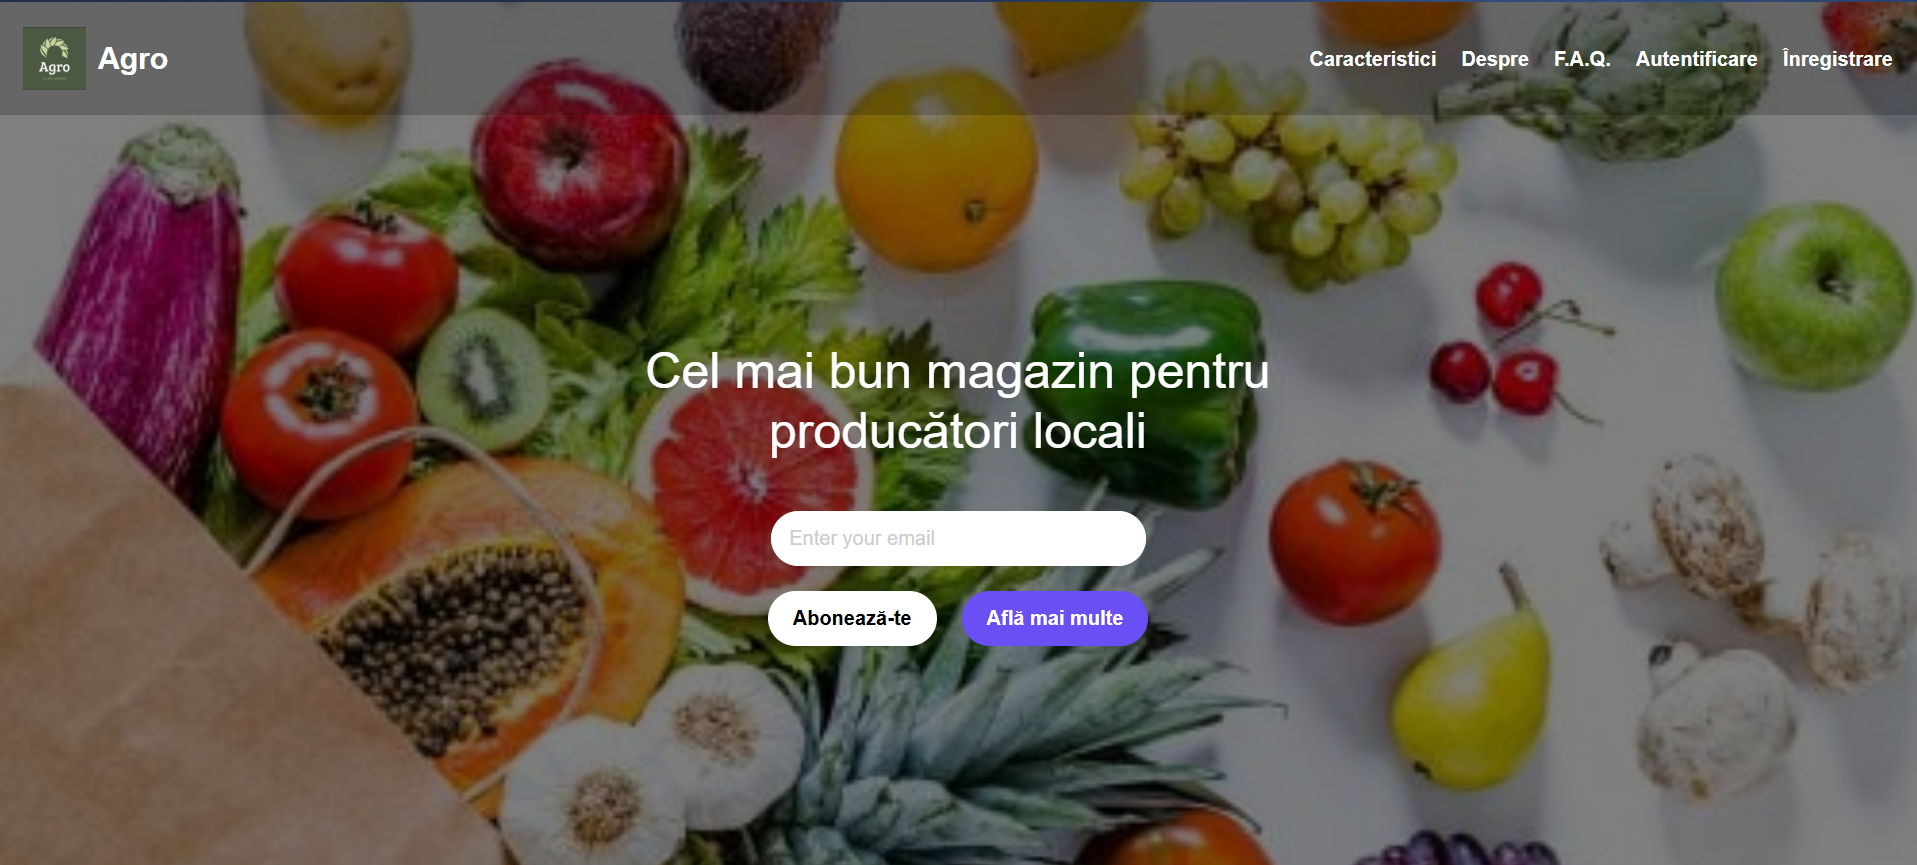 Agro
Agro
Caracteristici
Despre
F.A.Q.
Autentificare
Înregistrare
Cel mai bun magazin pentru
producători locali
Enter your email
Abonează-te
Află mai multe